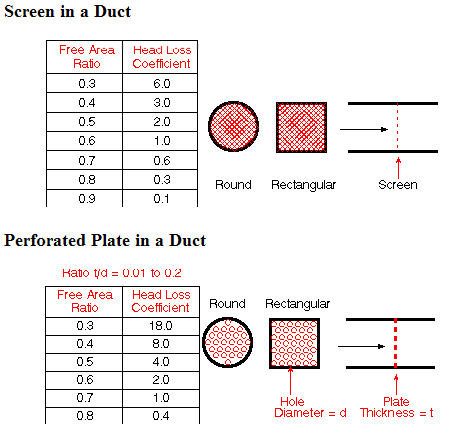 Screen in a Duct
Free Area Ratio Head Loss Coefficient
0.3 6.0
0.4 3.0
0.5 2.0
0.6 1.0
0.7 0.6
0.8 0.3
0.9 0.1
Round Rectangular Screen
Perforated Plate in a Duct
Ratio t/d = 0.01 to 0.2
Free Area Ratio Head Loss Coefficient
0.3 18.0
0.4 8.0
0.5 4.0
0.6 2.0
0.7 1.0
0.8 0.4
Round Rectangular
Hole Diameter = d Plate Thickness = t